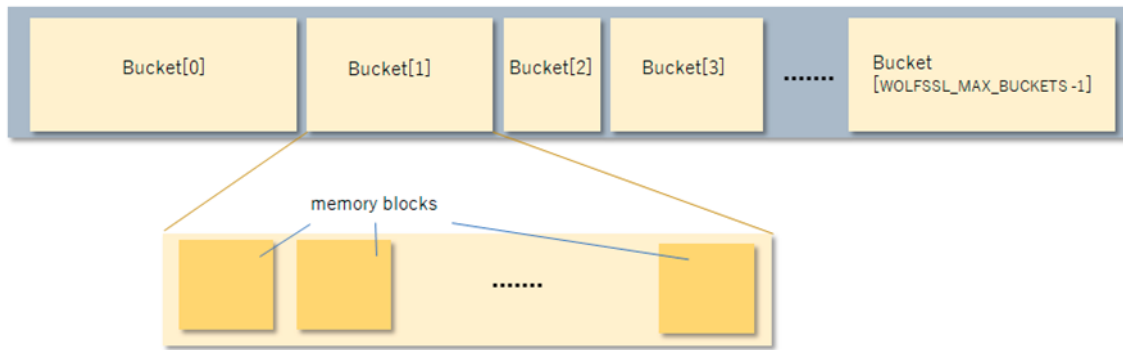 Bucket[0]
Bucket[1]
Bucket[2]
Bucket[3]
.......
Bucket
[WOLFSSL_MAX_BUCKETS -1]
memory blocks
.......